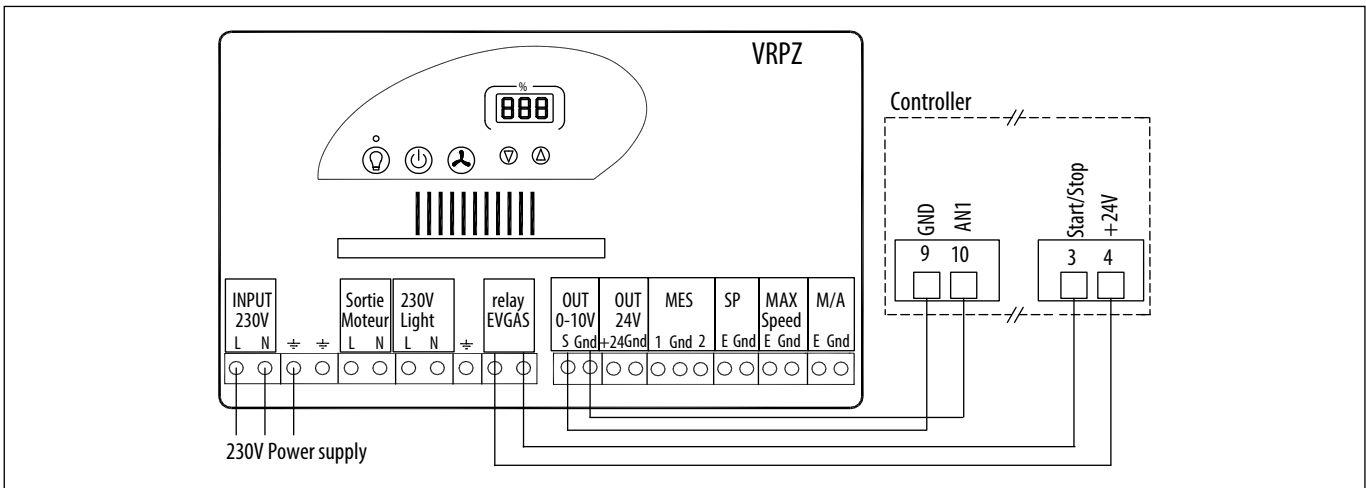 VRPZ
%
888
Controller
GND
AN1
Start/Stop
+24V
9 10
3 4
INPUT 230V
L N
Sortie Moteur
L N
230V Light
L N
relay EVGAS
OUT 0-10V
S Gnd
OUT 24V
+24Gnd
MES
1 Gnd 2
SP
E Gnd
MAX Speed
E Gnd
M/A
E Gnd
230V Power supply